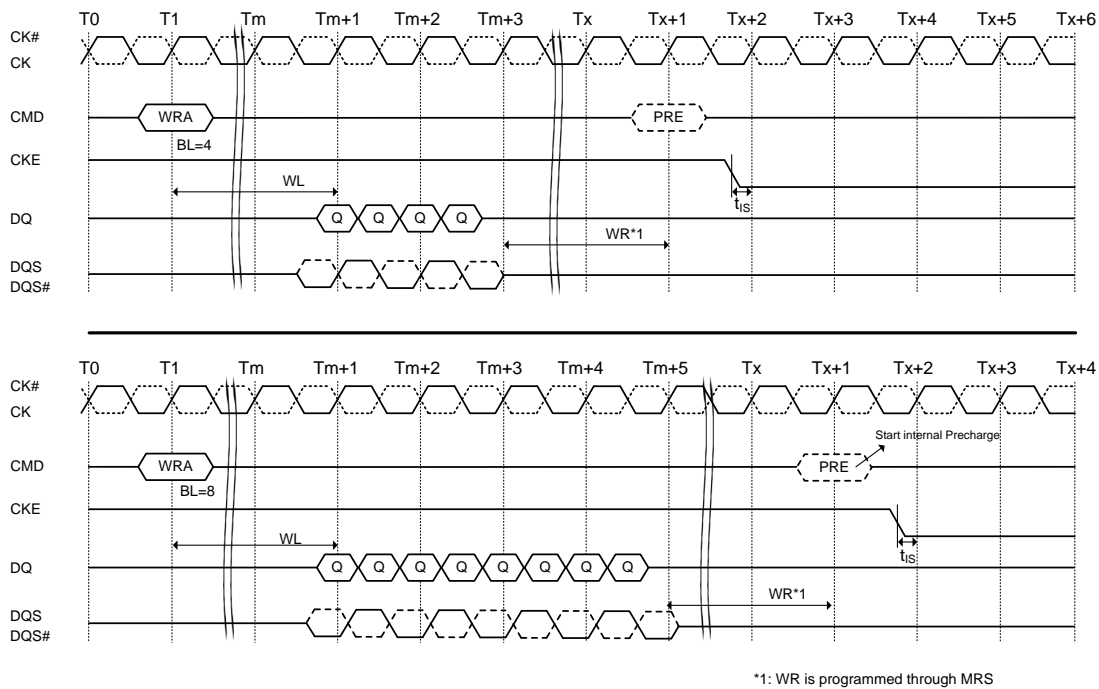 T0 T1 Tm Tm+1 Tm+2 Tm+3 Tx Tx+1 Tx+2 Tx+3 Tx+4 Tx+5 Tx+6
CK#
CK
CMD WRA PRE
BL=4
CKE
WL
tIS
DQ Q Q Q Q
WR*1
DQS
DQS#
T0 T1 Tm Tm+1 Tm+2 Tm+3 Tm+4 Tm+5 Tx Tx+1 Tx+2 Tx+3 Tx+4
CK#
CK
Start internal Precharge
CMD WRA PRE
BL=8
CKE
WL
tIS
DQ Q Q Q Q Q Q Q Q
WR*1
DQS
DQS#
*1: WR is programmed through MRS